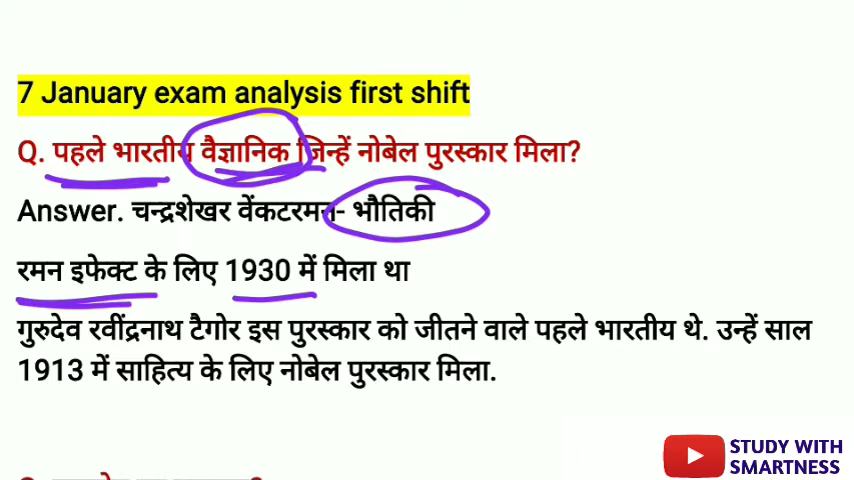 7 January exam analysis first shift
Q. पहले भारतीय वैज्ञानिक जिन्हें नोबेल पुरस्कार मिला?
Answer. चन्द्रशेखर वेंकटरमन- भौतिकी
रमन इफेक्ट के लिए 1930 में मिला था
गुरुदेव रवींद्रनाथ टैगोर इस पुरस्कार को जीतने वाले पहले भारतीय थे. उन्हें साल
1913 में साहित्य के लिए नोबेल पुरस्कार मिला.
STUDY WITH
SMARTNESS